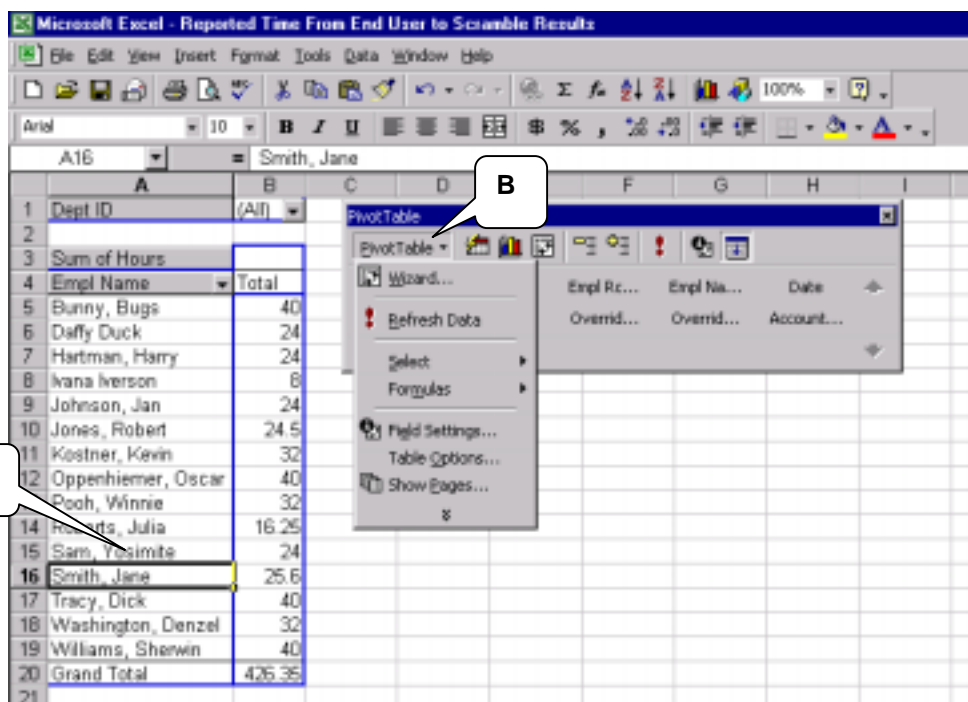 Microsoft Excel - Reported Time From End User to Scramble Results
File Edit View Insert Format Tools Data Window Help
100%
Arial 10 B I U $ % ,
A16 = Smith, Jane
A B C D F G H I
B
1 Dept ID (All)
2
3 Sum of Hours
4 Empl Name Total
5 Bunny, Bugs 40
6 Daffy Duck 24
7 Hartman, Harry 24
8 Ivana Iverson 8
9 Johnson, Jan 24
10 Jones, Robert 24.5
11 Kostner, Kevin 32
12 Oppenhiemer, Oscar 40
Pooh, Winnie 32
14 Roberts, Julia 16.25
15 Sam, Yosimite 24
16 Smith, Jane 25.6
17 Tracy, Dick 40
18 Washington, Denzel 32
19 Williams, Sherwin 40
20 Grand Total 426.35
21
PivotTable
PivotTable
Empl Rc... Empl Na... Date
Overrid... Overrid... Account...
Wizard...
Refresh Data
Select
Formulas
Field Settings...
Table Options...
Show Pages...